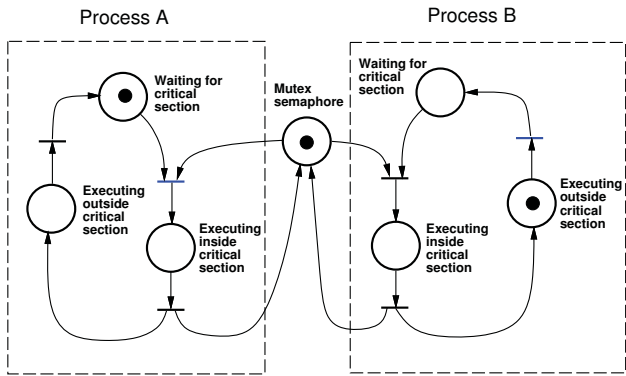 Process A
Process B
Waiting for
critical
section
Mutex
semaphore
Waiting for
critical
section
Executing
outside
critical
section
Executing
inside
critical
section
Executing
inside
critical
section
Executing
outside
critical
section